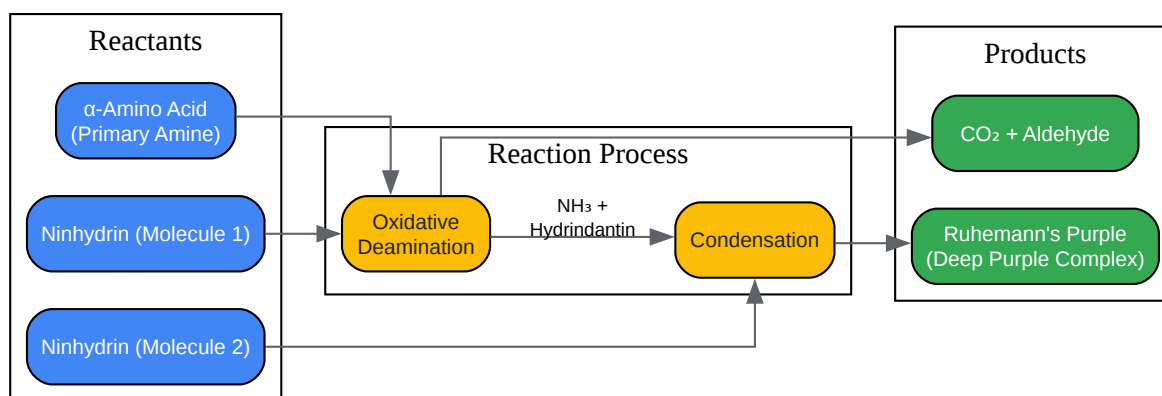 Reactants
α-Amino Acid
(Primary Amine)
Ninhydrin (Molecule 1)
Ninhydrin (Molecule 2)
Reaction Process
Oxidative
Deamination
NH₃ +
Hydrindantin
Condensation
Products
CO₂ + Aldehyde
Ruhemann's Purple
(Deep Purple Complex)